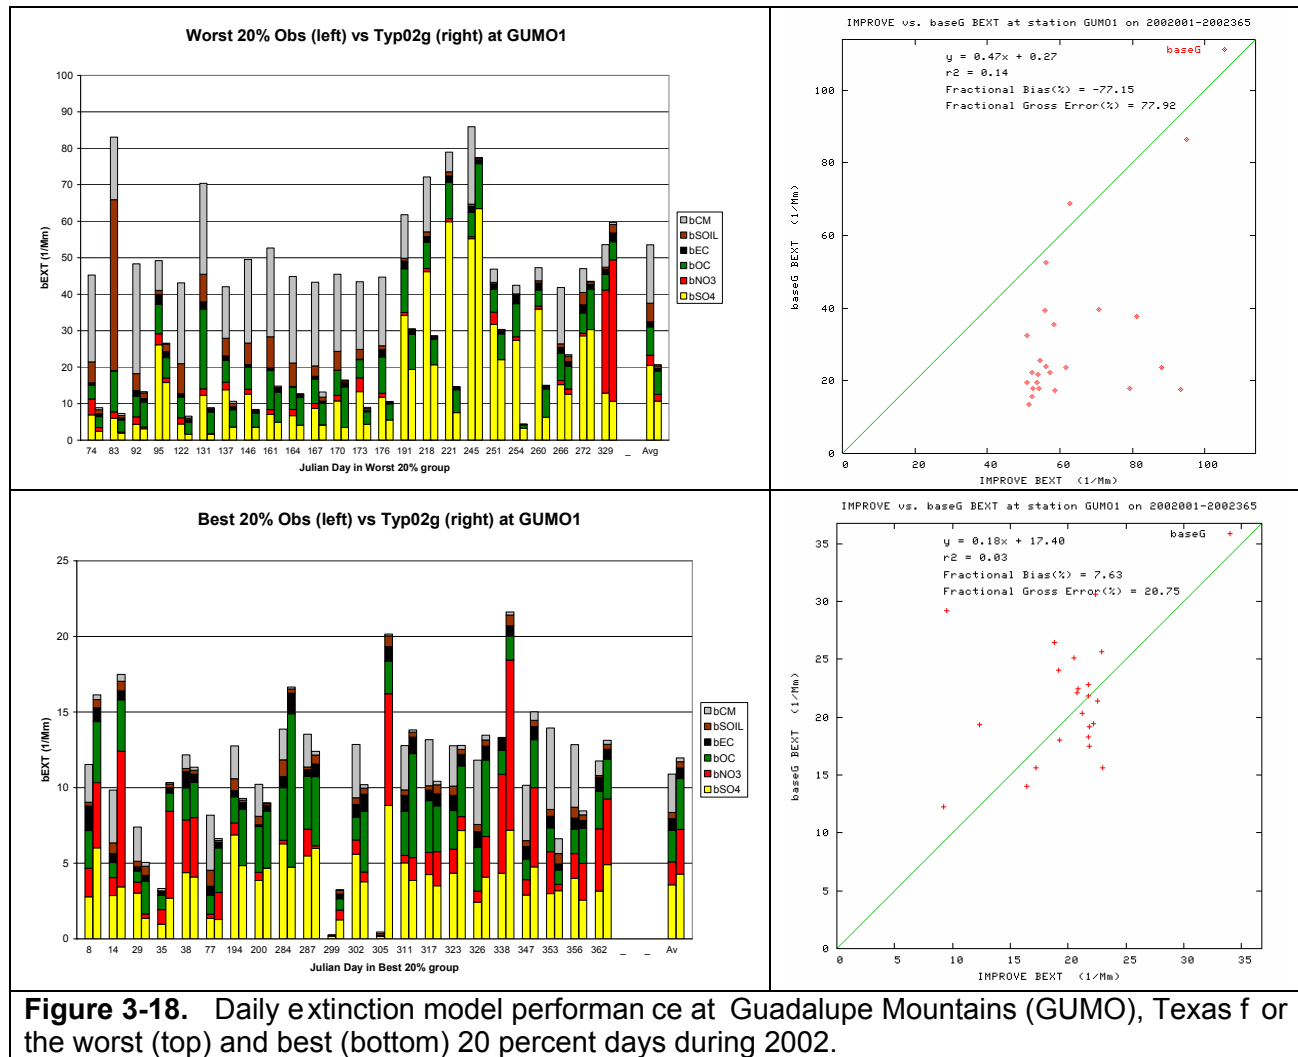 Worst 20% Obs (left) vs Typ02g (right) at GUMO1
100
90
80
70
60
50
40
30
20
10
0
bEXT (1/Mm)
74 83 92 95 122 131 137 146 161 164 167 170 173 176 191 218 221 245 251 254 260 266 272 329 _ Avg
Julian Day in Worst 20% group
bCM
bSOIL
bEC
bOC
bNO3
bSO4
IMPROVE vs. baseG BEXT at station GUMO1 on 2002001-2002365
baseG
y = 0.47x + 0.27
r2 = 0.14
Fractional Bias(%) = -77.15
Fractional Gross Error(%) = 77.92
100
80
60
40
20
0
baseG BEXT (1/Mm)
0 20 40 60 80 100
IMPROVE BEXT (1/Mm)
Best 20% Obs (left) vs Typ02g (right) at GUMO1
25
20
15
10
5
0
bEXT (1/Mm)
8 14 29 35 38 77 194 200 284 287 299 302 305 311 317 323 326 338 347 353 356 362 _ _ Av
Julian Day in Best 20% group
bCM
bSOIL
bEC
bOC
bNO3
bSO4
IMPROVE vs. baseG BEXT at station GUMO1 on 2002001-2002365
baseG
y = 0.18x + 17.40
r2 = 0.03
Fractional Bias(%) = 7.63
Fractional Gross Error(%) = 20.75
35
30
25
20
15
10
5
0
baseG BEXT (1/Mm)
0 5 10 15 20 25 30 35
IMPROVE BEXT (1/Mm)
Figure 3-18. Daily extinction model performan ce at Guadalupe Mountains (GUMO), Texas f or
the worst (top) and best (bottom) 20 percent days during 2002.